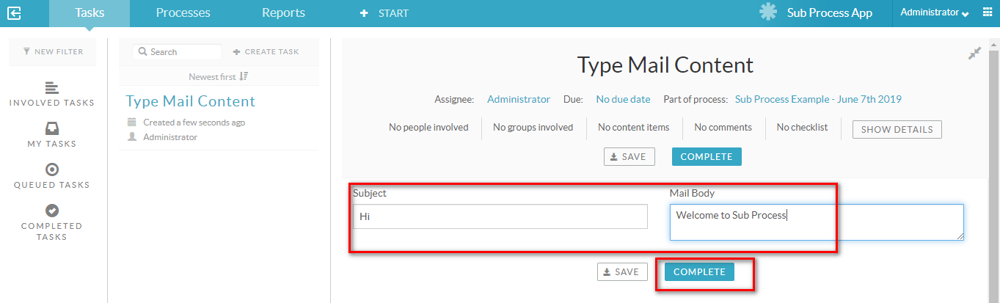 Tasks Processes Reports START Sub Process App Administrator
NEW FILTER
INVOLVED TASKS
MY TASKS
QUEUED TASKS
COMPLETED
TASKS
Search CREATE TASK
Newest first
Type Mail Content
Created a few seconds ago
Administrator
Type Mail Content
Assignee: Administrator Due: No due date Part of process: Sub Process Example - June 7th 2019
No people involved No groups involved No content items No comments No checklist SHOW DETAILS
SAVE COMPLETE
Subject Mail Body
Hi Welcome to Sub Process
SAVE COMPLETE